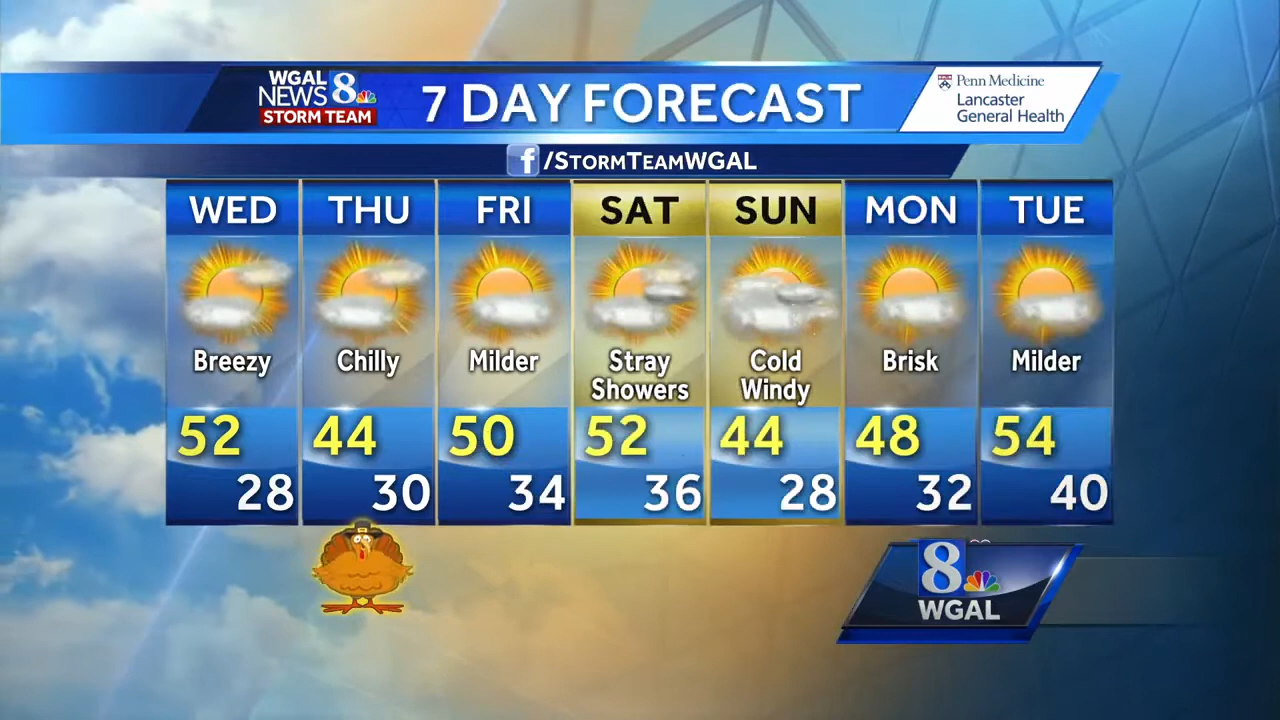 WGAL
NEWS 8
STORM TEAM
7 DAY FORECAST
Penn Medicine
Lancaster
General Health
f/STORMTEAMWGAL
WED THU FRI SAT SUN MON TUE
Breezy Chilly Milder Stray Showers Cold Windy Brisk Milder
52 44 50 52 44 48 54
28 30 34 36 28 32 40
8
WGAL